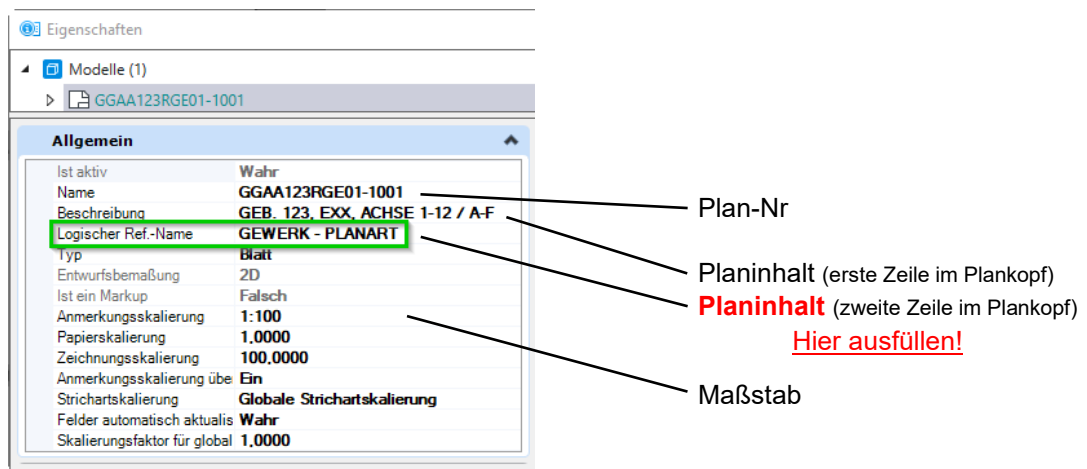 Eigenschaften
Modelle (1)
GGAA123RGE01-1001
Allgemein
Ist aktiv Wahr
Name GGAA123RGE01-1001
Beschreibung GEB. 123, EXX, ACHSE 1-12 / A-F
Logischer Ref.-Name GEWERK - PLANART
Typ Blatt
Entwurfsbemaßung 2D
Ist ein Markup Falsch
Anmerkungsskalierung 1:100
Papierskalierung 1,0000
Zeichnungsskalierung 100,0000
Anmerkungsskalierung übe Ein
Strichartskalierung Globale Strichartskalierung
Felder automatisch aktualis Wahr
Skalierungsfaktor für global 1,0000
Plan-Nr
Planinhalt (erste Zeile im Plankopf)
Planinhalt (zweite Zeile im Plankopf)
Hier ausfüllen!
Maßstab